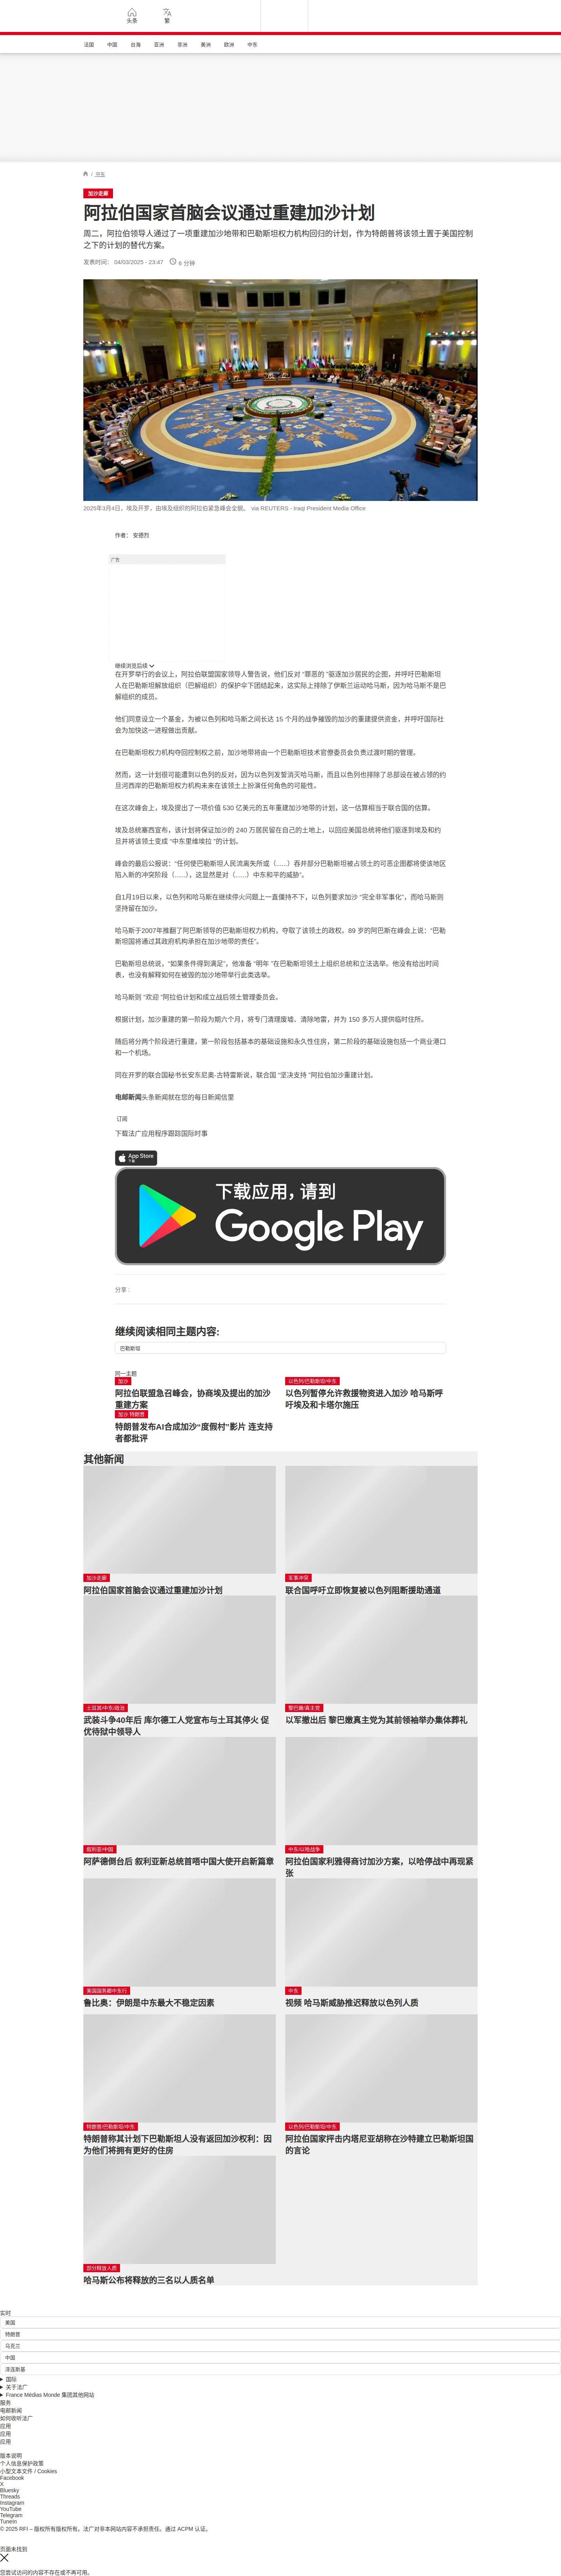 头条
繁
法国
中国
台海
亚洲
非洲
美洲
欧洲
中东
/ 中东
加沙走廊
阿拉伯国家首脑会议通过重建加沙计划
周二，阿拉伯领导人通过了一项重建加沙地带和巴勒斯坦权力机构回归的计划，作为特朗普将该领土置于美国控制
之下的计划的替代方案。
发表时间： 04/03/2025 - 23:47
6 分钟
2025年3月4日，埃及开罗，由埃及组织的阿拉伯紧急峰会全貌。 via REUTERS - Iraqi President Media Office
作者： 安德烈
广告
继续浏览后续
在开罗举行的会议上，阿拉伯联盟国家领导人警告说，他们反对 "罪恶的 "驱逐加沙居民的企图，并呼吁巴勒斯坦
人在巴勒斯坦解放组织（巴解组织）的保护伞下团结起来，这实际上排除了伊斯兰运动哈马斯，因为哈马斯不是巴
解组织的成员。
他们同意设立一个基金，为被以色列和哈马斯之间长达 15 个月的战争摧毁的加沙的重建提供资金，并呼吁国际社
会为加快这一进程做出贡献。
在巴勒斯坦权力机构夺回控制权之前，加沙地带将由一个巴勒斯坦技术官僚委员会负责过渡时期的管理。
然而，这一计划很可能遭到以色列的反对，因为以色列发誓消灭哈马斯，而且以色列也排除了总部设在被占领的约
旦河西岸的巴勒斯坦权力机构未来在该领土上扮演任何角色的可能性。
在这次峰会上，埃及提出了一项价值 530 亿美元的五年重建加沙地带的计划，这一估算相当于联合国的估算。
埃及总统塞西宣布，该计划将保证加沙的 240 万居民留在自己的土地上，以回应美国总统将他们驱逐到埃及和约
旦并将该领土变成 "中东里维埃拉 "的计划。
峰会的最后公报说："任何使巴勒斯坦人民流离失所或（......）吞并部分巴勒斯坦被占领土的可恶企图都将使该地区
陷入新的冲突阶段（......），这显然是对（......）中东和平的威胁"。
自1月19日以来，以色列和哈马斯在继续停火问题上一直僵持不下，以色列要求加沙 "完全非军事化"，而哈马斯则
坚持留在加沙。
哈马斯于2007年推翻了阿巴斯领导的巴勒斯坦权力机构，夺取了该领土的政权。89 岁的阿巴斯在峰会上说："巴勒
斯坦国将通过其政府机构承担在加沙地带的责任"。
巴勒斯坦总统说，"如果条件得到满足"，他准备 "明年 "在巴勒斯坦领土上组织总统和立法选举。他没有给出时间
表，也没有解释如何在被毁的加沙地带举行此类选举。
哈马斯则 "欢迎 "阿拉伯计划和成立战后领土管理委员会。
根据计划，加沙重建的第一阶段为期六个月，将专门清理废墟、清除地雷，并为 150 多万人提供临时住所。
随后将分两个阶段进行重建，第一阶段包括基本的基础设施和永久性住房，第二阶段的基础设施包括一个商业港口
和一个机场。
同在开罗的联合国秘书长安东尼奥-古特雷斯说，联合国 "坚决支持 "阿拉伯加沙重建计划。
电邮新闻头条新闻就在您的每日新闻信里
订阅
下载法广应用程序跟踪国际时事
App Store
下载
下载应用，请到
Google Play
分享 :
继续阅读相同主题内容:
巴勒斯坦
同一主题
加沙
阿拉伯联盟急召峰会，协商埃及提出的加沙
重建方案
以色列/巴勒斯坦/中东
以色列暂停允许救援物资进入加沙 哈马斯呼
吁埃及和卡塔尔施压
加沙 特朗普
特朗普发布AI合成加沙“度假村”影片 连支持
者都批评
其他新闻
加沙走廊
阿拉伯国家首脑会议通过重建加沙计划
军事冲突
联合国呼吁立即恢复被以色列阻断援助通道
土耳其/中东/政治
武装斗争40年后 库尔德工人党宣布与土耳其停火 促
优待狱中领导人
黎巴嫩/真主党
以军撤出后 黎巴嫩真主党为其前领袖举办集体葬礼
叙利亚/中国
阿萨德倒台后 叙利亚新总统首唔中国大使开启新篇章
中东/以哈战争
阿拉伯国家利雅得商讨加沙方案，以哈停战中再现紧
张
美国国务卿中东行
鲁比奥：伊朗是中东最大不稳定因素
中东
视频 哈马斯威胁推迟释放以色列人质
特朗普/巴勒斯坦/中东
特朗普称其计划下巴勒斯坦人没有返回加沙权利：因
为他们将拥有更好的住房
以色列/巴勒斯坦/中东
阿拉伯国家抨击内塔尼亚胡称在沙特建立巴勒斯坦国
的言论
部分释放人质
哈马斯公布将释放的三名以人质名单
实时
美国
特朗普
乌克兰
中国
泽连斯基
国际
关于法广
France Médias Monde 集团其他网站
服务
电邮新闻
如何收听法广
应用
应用
应用
版本说明
个人信息保护政策
小型文本文件 / Cookies
Facebook
X
Bluesky
Threads
Instagram
YouTube
Telegram
TuneIn
© 2025 RFI – 版权所有版权所有。法广对非本网站内容不承担责任。通过 ACPM 认证。
页面未找到
您尝试访问的内容不存在或不再可用。